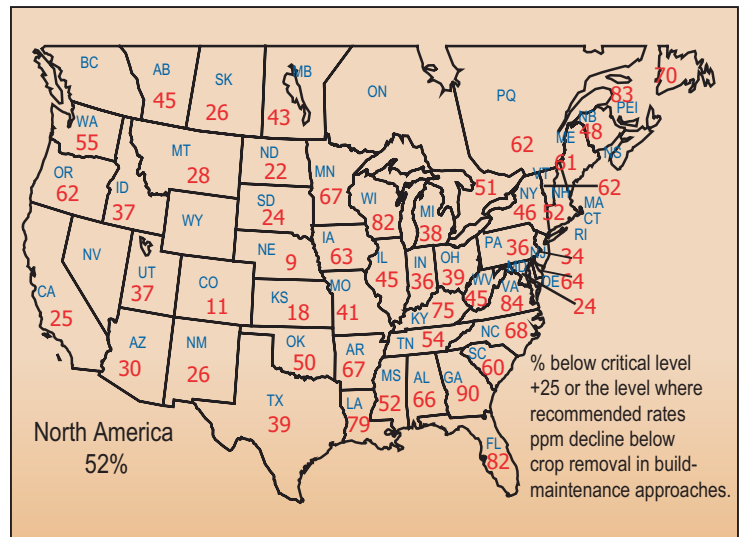 BC
AB
45
SK
26
MB
43
ON
PQ
62
70
83
PEI
NB
48
NS
WA
55
MT
28
ND
22
MN
67
ME
61
OR
62
ID
37
SD
24
WI
82
MI
38
51
VT
NH
62
NY
46
52
MA
CT
RI
WY
NE
9
IA
63
IL
45
IN
36
OH
39
PA
36
NJ
34
NV
UT
37
CO
11
KS
18
MO
41
WV
45
MD
DE
64
VA
84
24
CA
25
KY
75
AZ
30
NM
26
OK
50
AR
67
TN
54
NC
68
SC
60
TX
39
LA
79
MS
52
AL
66
GA
90
FL
82
North America
52%
% below critical level
+25 or the level where
recommended rates
ppm decline below
crop removal in build-
maintenance approaches.